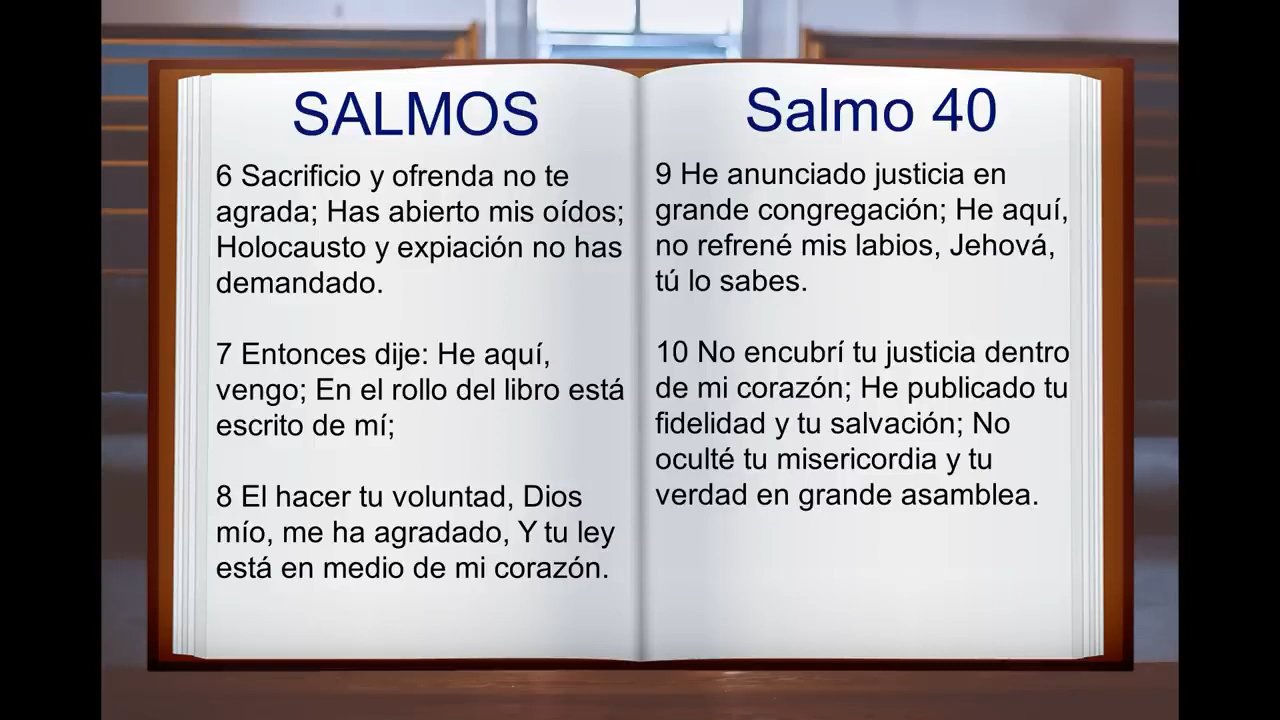 SALMOS
6 Sacrificio y ofrenda no te
agrada; Has abierto mis oídos;
Holocausto y expiación no has
demandado.
7 Entonces dije: He aquí,
vengo; En el rollo del libro está
escrito de mí;
8 El hacer tu voluntad, Dios
mío, me ha agradado, Y tu ley
está en medio de mi corazón.
Salmo 40
9 He anunciado justicia en
grande congregación; He aquí,
no refrené mis labios, Jehová,
tú lo sabes.
10 No encubrí tu justicia dentro
de mi corazón; He publicado tu
fidelidad y tu salvación; No
oculté tu misericordia y tu
verdad en grande asamblea.